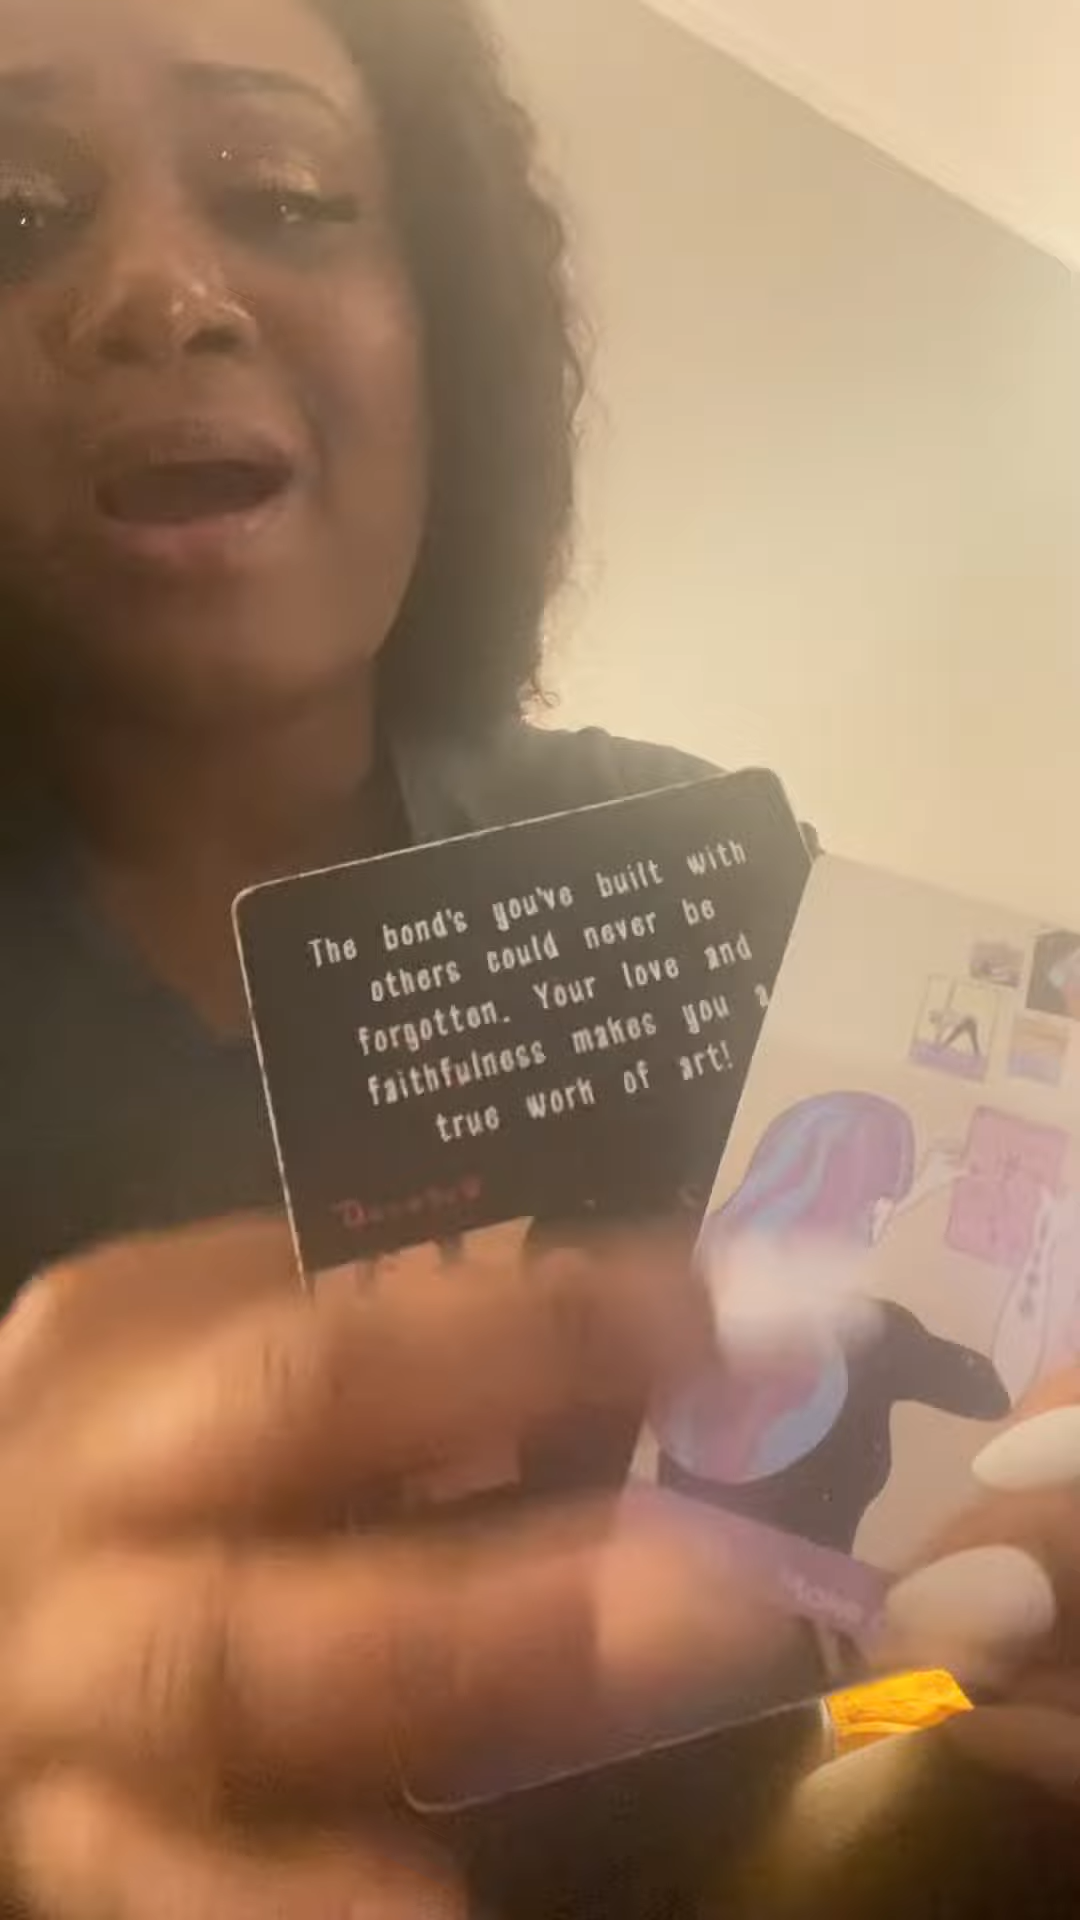 The bond's you've built with
others could never be
forgotten. Your love and
faithfulness makes you a
true work of art!